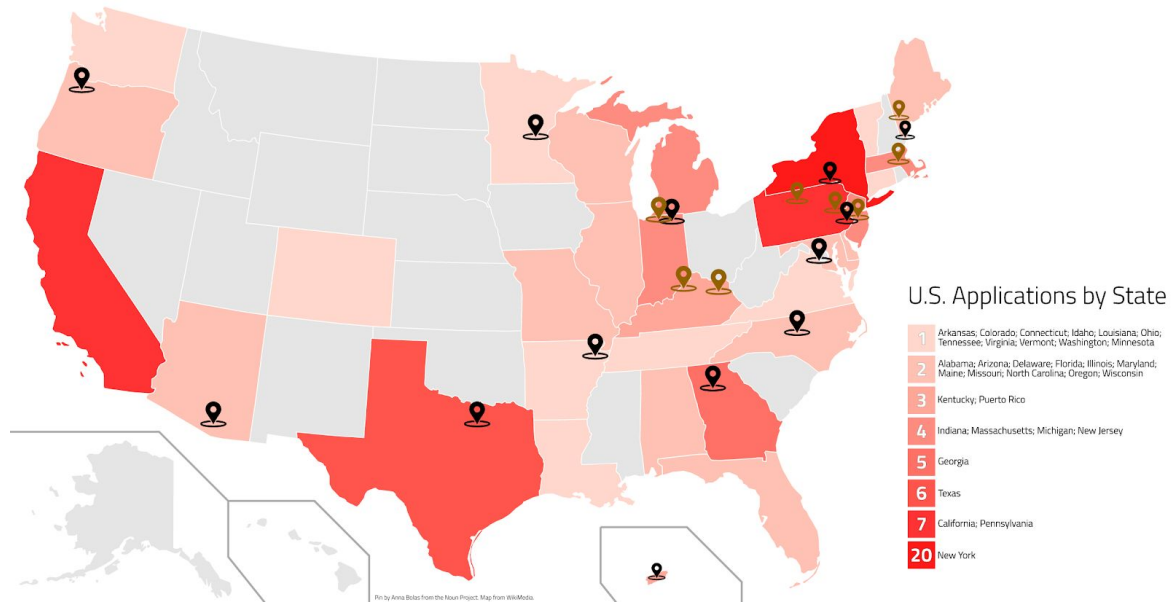 U.S. Applications by State
1 Arkansas; Colorado; Connecticut; Idaho; Louisiana; Ohio;
Tennessee; Virginia; Vermont; Washington; Minnesota
2 Alabama; Arizona; Delaware; Florida; Illinois; Maryland;
Maine; Missouri; North Carolina; Oregon; Wisconsin
3 Kentucky; Puerto Rico
4 Indiana; Massachusetts; Michigan; New Jersey
5 Georgia
6 Texas
7 California; Pennsylvania
20 New York
Pin by Anna Bolas from the Noun Project. Map from WikiMedia.